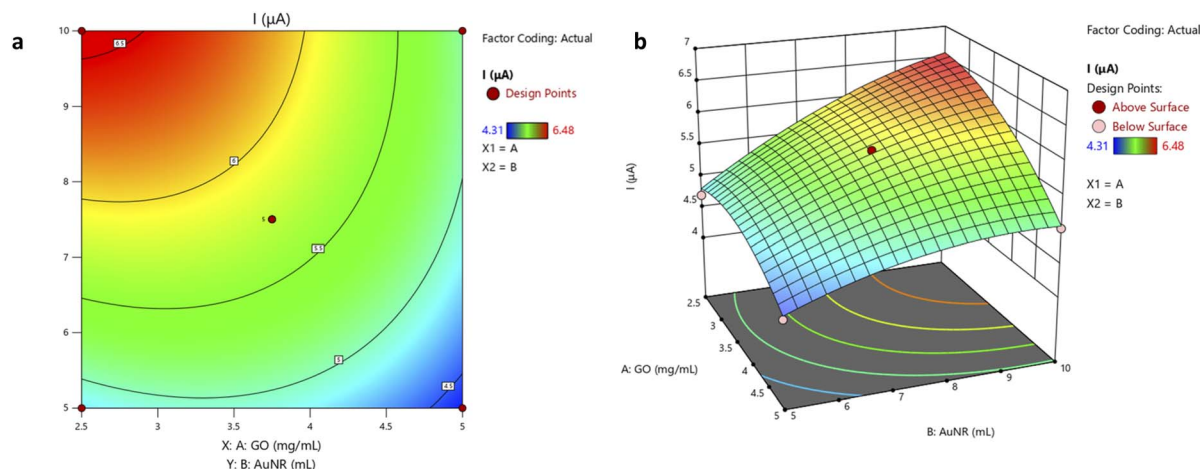 a
I (µA)
10
9
8
7
6
5
6.5
6
5
5.5
5
4.5
2.5 3 3.5 4 4.5 5
X: A: GO (mg/mL)
Y: B: AuNR (mL)
Factor Coding: Actual
I (µA)
Design Points
4.31 6.48
X1 = A
X2 = B
b
7
6.5
6
5.5
5
4.5
4
I (µA)
2.5
3
3.5
4
4.5
5
A: GO (mg/mL)
5 6 7 8 9 10
B: AuNR (mL)
Factor Coding: Actual
I (µA)
Design Points:
Above Surface
Below Surface
4.31 6.48
X1 = A
X2 = B